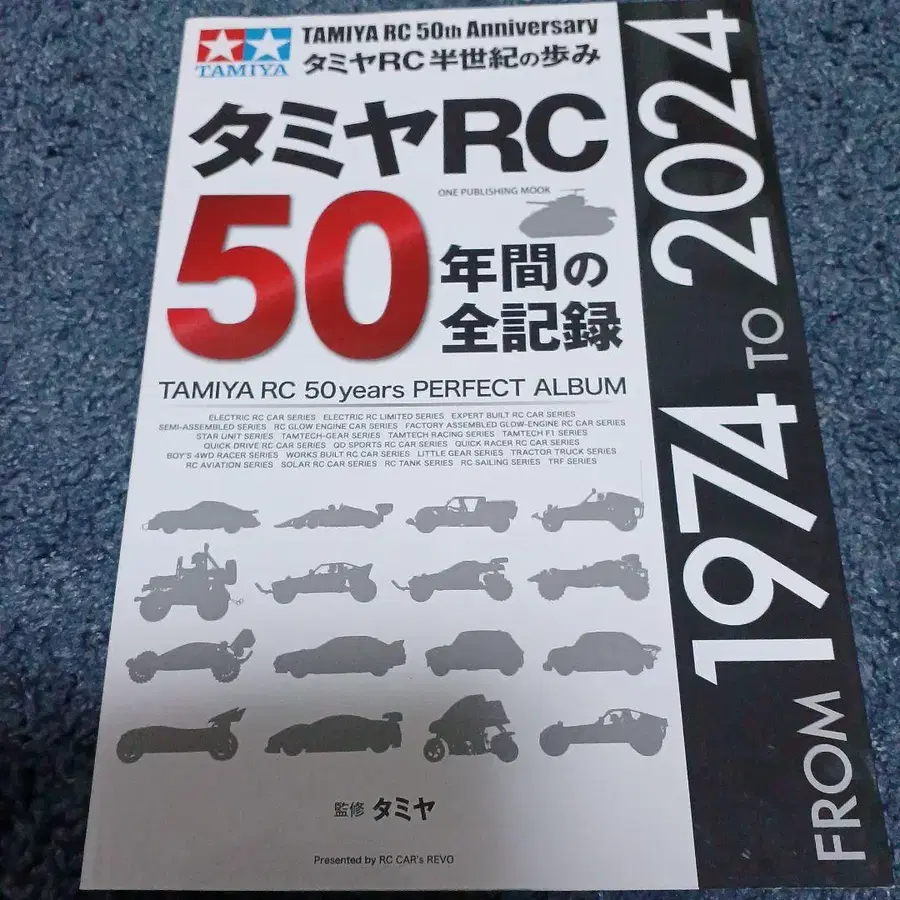 TAMIYA
TAMIYA RC 50th Anniversary
タミヤRC 半世紀の歩み
タミヤRC
ONE PUBLISHING MOOK
50年間の
全記録
TAMIYA RC 50years PERFECT ALBUM
ELECTRIC RC CAR SERIES ELECTRIC RC LIMITED SERIES EXPERT BUILT RC CAR SERIES
SEMI-ASSEMBLED SERIES RC GLOW ENGINE CAR SERIES FACTORY ASSEMBLED GLOW-ENGINE RC CAR SERIES
STAR UNIT SERIES TAMTECH-GEAR SERIES TAMTECH RACING SERIES TAMTECH F1 SERIES
QUICK DRIVE RC CAR SERIES QD SPORTS RC CAR SERIES QUICK RACER RC CAR SERIES
BOY'S 4WD RACER SERIES WORKS BUILT RC CAR SERIES LITTLE GEAR SERIES TRACTOR TRUCK SERIES
RC AVIATION SERIES SOLAR RC CAR SERIES RC TANK SERIES RC SAILING SERIES TRF SERIES
監修 タミヤ
Presented by RC CAR's REVO
FROM 1974 TO 2024